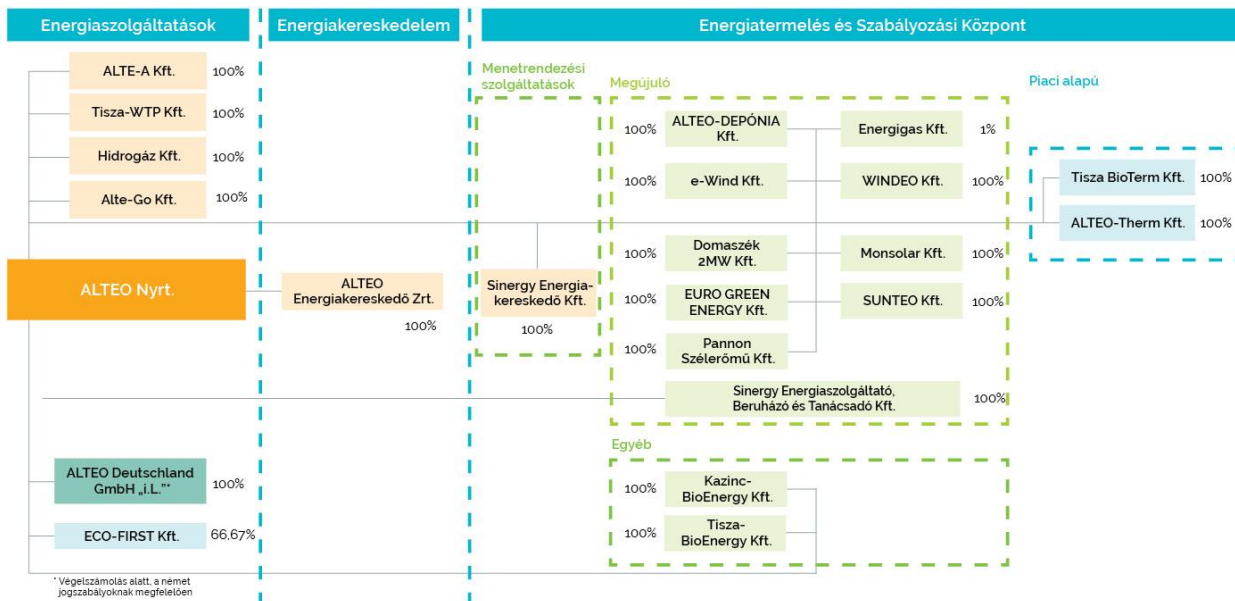 Energiaszolgáltatások
Energiakereskedelem
Energiatermelés és Szabályozási Központ
ALTE-A Kft.
100%
Tisza-WTP Kft.
100%
Hidrogáz Kft.
100%
Alte-Go Kft.
100%
ALTEO Nyrt.
ALTEO
Energiakereskedő Zrt.
100%
Menetrendezési
szolgáltatások
Sinergy Energia-
kereskedő Kft.
100%
Megújuló
100%
ALTEO-DEPÓNIA
Kft.
Energigas Kft.
1%
100%
e-Wind Kft.
WINDEO Kft.
100%
100%
Domaszék
2MW Kft.
Monsolar Kft.
100%
100%
EURO GREEN
ENERGY Kft.
SUNTEO Kft.
100%
100%
Pannon
Szélerőmű Kft.
Sinergy Energiaszolgáltató,
Beruházó és Tanácsadó Kft.
100%
Piaci alapú
Tisza BioTerm Kft.
100%
ALTEO-Therm Kft.
100%
Egyéb
100%
Kazinc-
BioEnergy Kft.
100%
Tisza-
BioEnergy Kft.
ALTEO Deutschland
GmbH „i.L."*
100%
ECO-FIRST Kft.
66,67%
* Végelszámolás alatt, a német
jogszabályoknak megfelelően